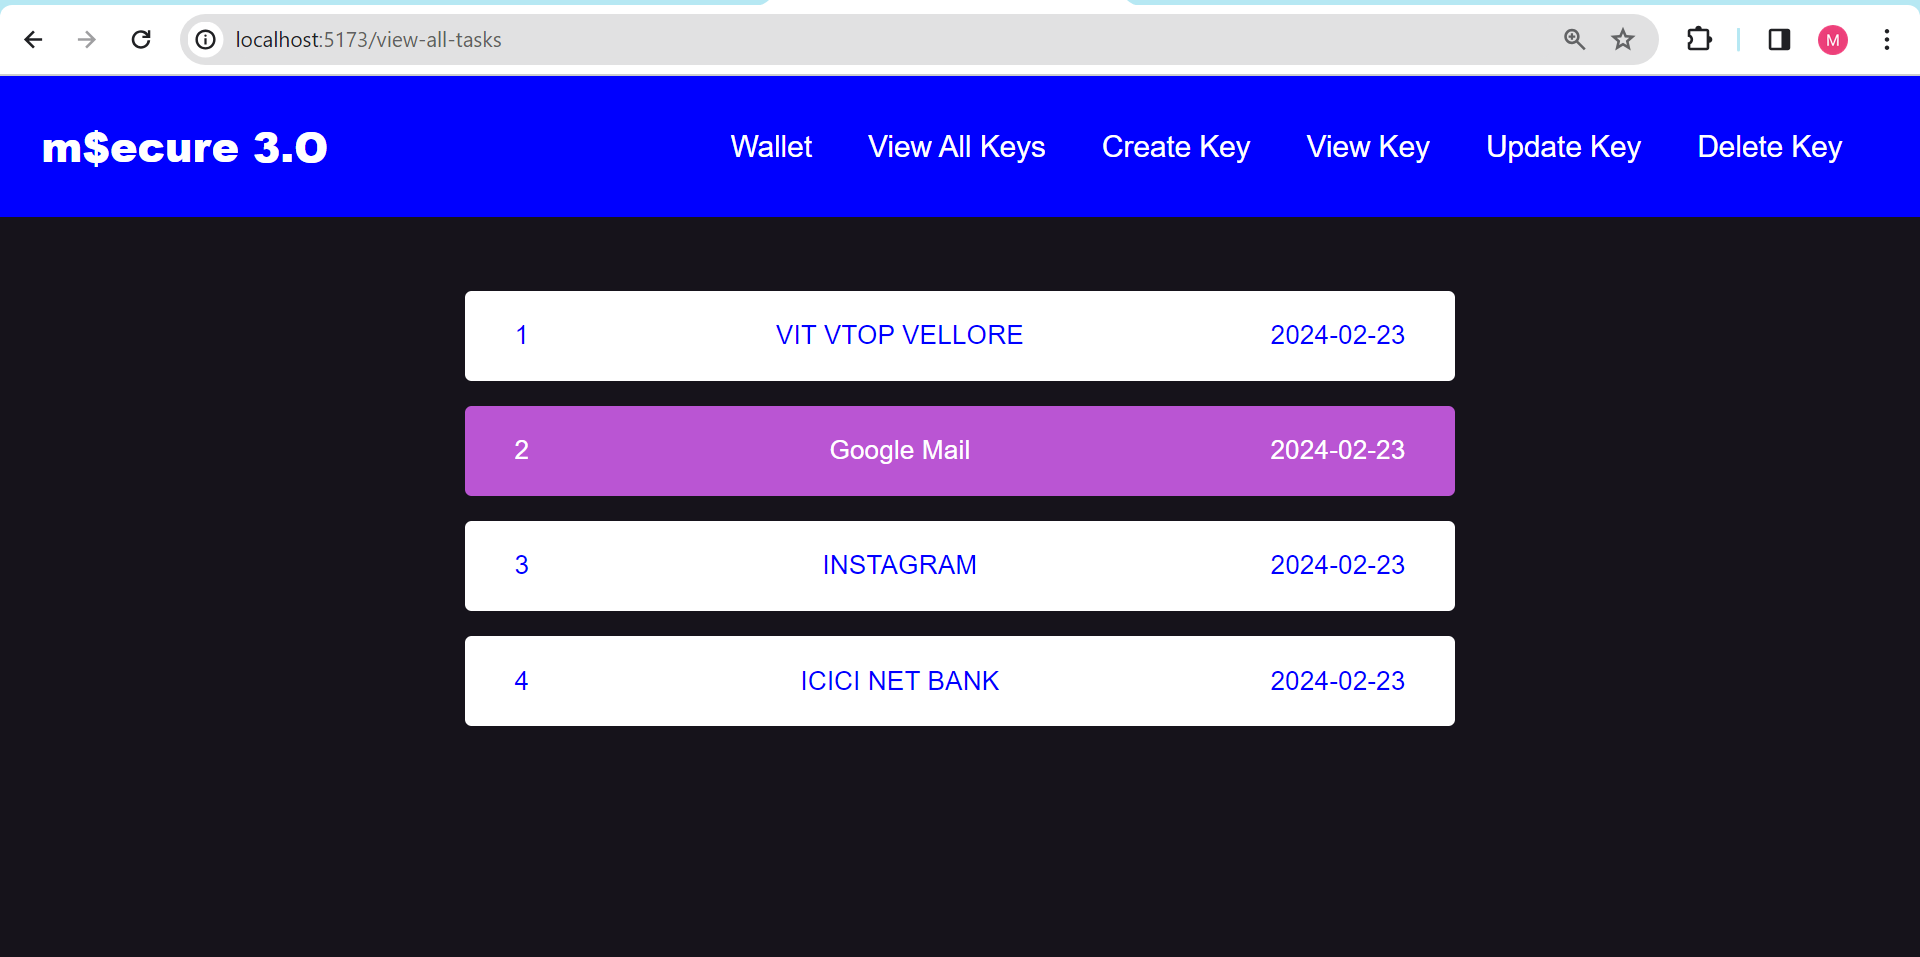 localhost:5173/view-all-tasks
M
m$ecure 3.0
Wallet View All Keys Create Key View Key Update Key Delete Key
1 VIT VTOP VELLORE 2024-02-23
2 Google Mail 2024-02-23
3 INSTAGRAM 2024-02-23
4 ICICI NET BANK 2024-02-23